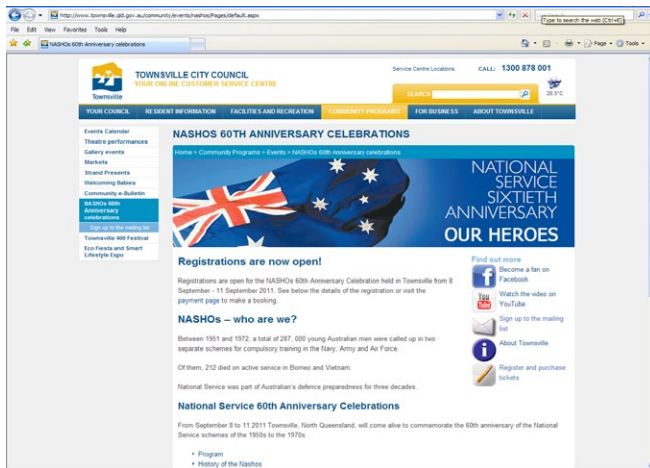 http://www.townsville.qld.gov.au/community/events/nashos/Pages/default.aspx
Type to search the web (Ctrl+E)
File Edit View Favorites Tools Help
NASHOs 60th Anniversary celebrations
Page Tools
Townsville
TOWNSVILLE CITY COUNCIL
YOUR ONLINE CUSTOMER SERVICE CENTRE
Service Centre Locations CALL: 1300 878 001
SEARCH
26.5°C
YOUR COUNCIL RESIDENT INFORMATION FACILITIES AND RECREATION COMMUNITY PROGRAMS FOR BUSINESS ABOUT TOWNSVILLE
Events Calendar
Theatre performances
Gallery events
Markets
Strand Presents
Welcoming Babies
Community e-Bulletin
NASHOs 60th
Anniversary
celebrations
Sign up to the mailing list
Townsville 400 Festival
Eco Fiesta and Smart
Lifestyle Expo
NASHOS 60TH ANNIVERSARY CELEBRATIONS
Home > Community Programs > Events > NASHOs 60th Anniversary celebrations
NATIONAL
SERVICE
SIXTIETH
ANNIVERSARY
OUR HEROES
Registrations are now open!
Registrations are open for the NASHOs 60th Anniversary Celebration held in Townsville from 8
September - 11 September 2011. See below the details of the registration or visit the
payment page to make a booking.
NASHOs – who are we?
Between 1951 and 1972, a total of 287, 000 young Australian men were called up in two
separate schemes for compulsory training in the Navy, Army and Air Force.
Of them, 212 died on active service in Borneo and Vietnam.
National Service was part of Australian's defence preparedness for three decades.
National Service 60th Anniversary Celebrations
From September 8 to 11 2011 Townsville, North Queensland, will come alive to commemorate the 60th anniversary of the National
Service schemes of the 1950s to the 1970s.
Program
History of the Nashos
Find out more
Become a fan on
Facebook
You Tube
Watch the video on
YouTube
Sign up to the mailing
list
About Townsville
Register and purchase
tickets